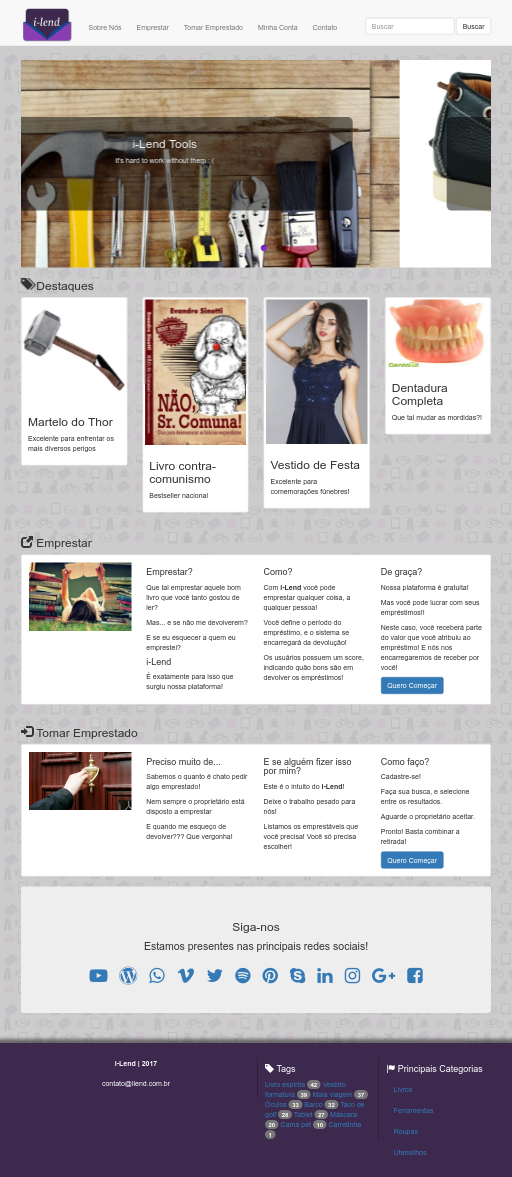 i-lend
Sobre Nós Emprestar Tomar Emprestado Minha Conta Contato
Buscar Buscar
i-Lend Tools
It's hard to work without them :(
Destaques
Martelo do Thor
Excelente para enfrentar os
mais diversos perigos
Evandro Sinotti
Evandro Sinotti
NÃO,
Sr. Comuna!
Livro contra-
comunismo
Bestseller nacional
Vestido de Festa
Excelente para
comemorações fúnebres!
Dentadura
Completa
Que tal mudar as mordidas?!
Emprestar
Emprestar?
Que tal emprestar aquele bom
livro que você tanto gostou de
ler?
Mas... e se não me devolverem?
E se eu esquecer a quem eu
emprestei?
i-Lend
É exatamente para isso que
surgiu nossa plataforma!
Como?
Com I-Lend você pode
emprestar qualquer coisa, a
qualquer pessoa!
Você define o período do
empréstimo, e o sistema se
encarregará da devolução!
Os usuários possuem um score,
indicando quão bons são em
devolver os empréstimos!
De graça?
Nossa plataforma é gratuita!
Mas você pode lucrar com seus
empréstimos!!
Neste caso, você receberá parte
do valor que você atribuiu ao
empréstimo! E nós nos
encarregaremos de receber por
você!
Quero Começar
Tomar Emprestado
Preciso muito de...
Sabemos o quanto é chato pedir
algo emprestado!
Nem sempre o proprietário está
disposto a emprestar
E quando me esqueço de
devolver??? Que vergonha!
E se alguém fizer isso
por mim?
Este é o intuito do I-Lend!
Deixe o trabalho pesado para
nós!
Listamos os emprestáveis que
você precisa! Você só precisa
escolher!
Como faço?
Cadastre-se!
Faça sua busca, e selecione
entre os resultados.
Aguarde o proprietário aceitar.
Pronto! Basta combinar a
retirada!
Quero Começar
Siga-nos
Estamos presentes nas principais redes sociais!
I-Lend | 2017
contato@ilend.com.br
Tags
Livro espírita 42 Vestido
formatura 39 Mala viagem 37
Óculos 33 Barco 32 Taco de
golf 28 Tablet 27 Máscara
20 Cama pet 10 Carretinha
1
Principais Categorias
Livros
Ferramentas
Roupas
Utensílios